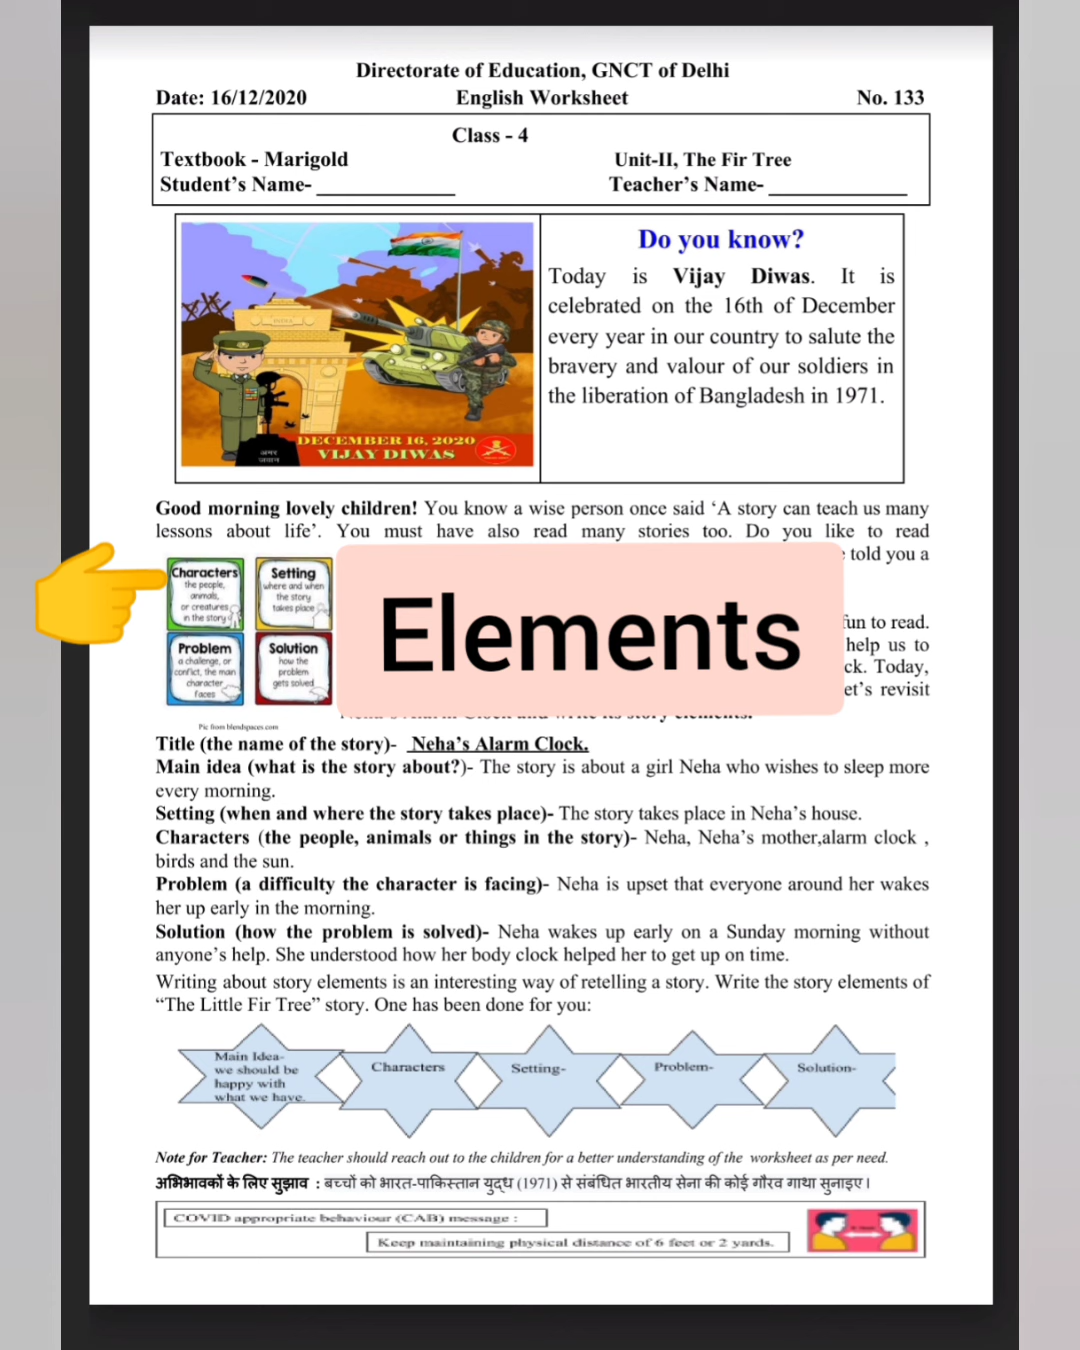 Directorate of Education, GNCT of Delhi
Date: 16/12/2020 English Worksheet No. 133
Class - 4
Textbook - Marigold Unit-II, The Fir Tree
Student's Name- Teacher's Name-
DECEMBER 16, 2020
VIJAY DIWAS
Do you know?
Today is Vijay Diwas. It is
celebrated on the 16th of December
every year in our country to salute the
bravery and valour of our soldiers in
the liberation of Bangladesh in 1971.
Good morning lovely children! You know a wise person once said ‘A story can teach us many
lessons about life’. You must have also read many stories too. Do you like to read
told you a
fun to read.
help us to
ck. Today,
et’s revisit
Elements
Characters
the people,
animals,
or creatures
in the story
Setting
where and when
the story
takes place
Problem
a challenge, or
conflict, the main
character
faces
Solution
how the
problem
gets solved
Pic from blendspaces.com
Title (the name of the story)- Neha’s Alarm Clock.
Main idea (what is the story about?)- The story is about a girl Neha who wishes to sleep more
every morning.
Setting (when and where the story takes place)- The story takes place in Neha’s house.
Characters (the people, animals or things in the story)- Neha, Neha’s mother,alarm clock ,
birds and the sun.
Problem (a difficulty the character is facing)- Neha is upset that everyone around her wakes
her up early in the morning.
Solution (how the problem is solved)- Neha wakes up early on a Sunday morning without
anyone’s help. She understood how her body clock helped her to get up on time.
Writing about story elements is an interesting way of retelling a story. Write the story elements of
“The Little Fir Tree” story. One has been done for you:
Main Idea-
we should be
happy with
what we have.
Characters
Setting-
Problem-
Solution-
Note for Teacher: The teacher should reach out to the children for a better understanding of the worksheet as per need.
अभिभावकों के लिए सुझाव : बच्चों को भारत-पाकिस्तान युद्ध (1971) से संबंधित भारतीय सेना की कोई गौरव गाथा सुनाइए।
COVID appropriate behaviour (CAB) message :
Keep maintaining physical distance of 6 feet or 2 yards.